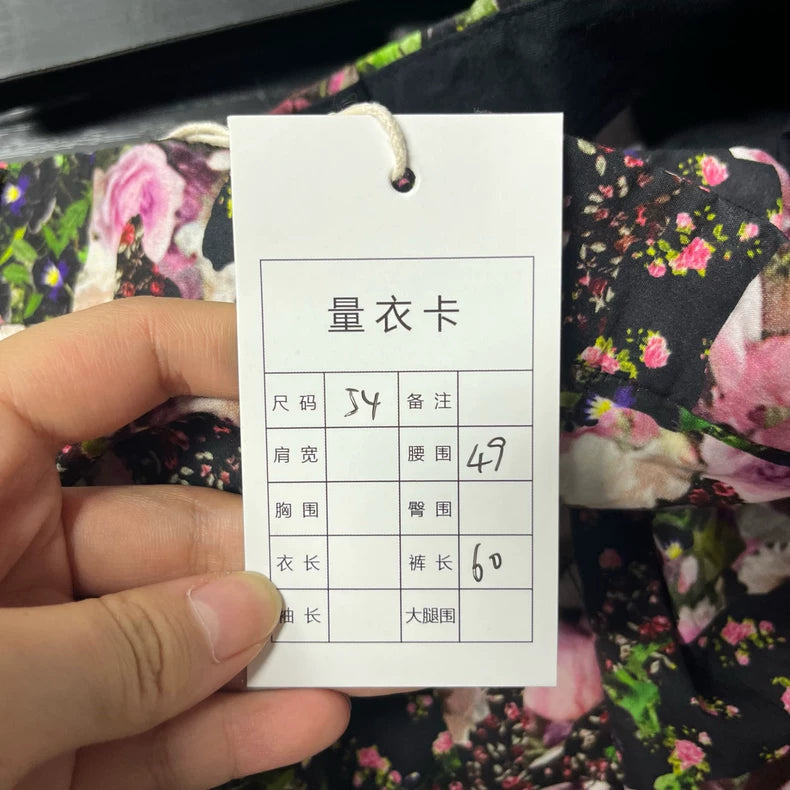 量衣卡
尺码 54 备注
肩宽 腰围 49
胸围 臀围
衣长 裤长 60
袖长 大腿围